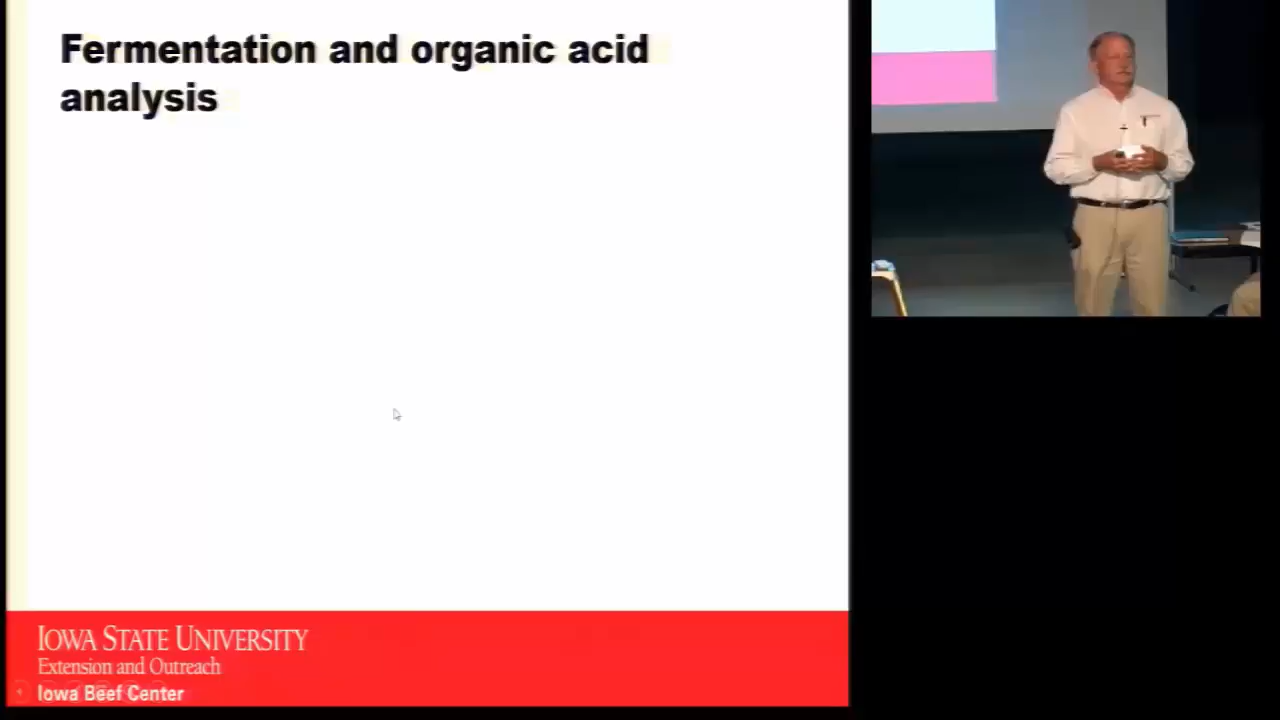 Fermentation and organic acid
analysis
IOWA STATE UNIVERSITY
Extension and Outreach
Iowa Beef Center